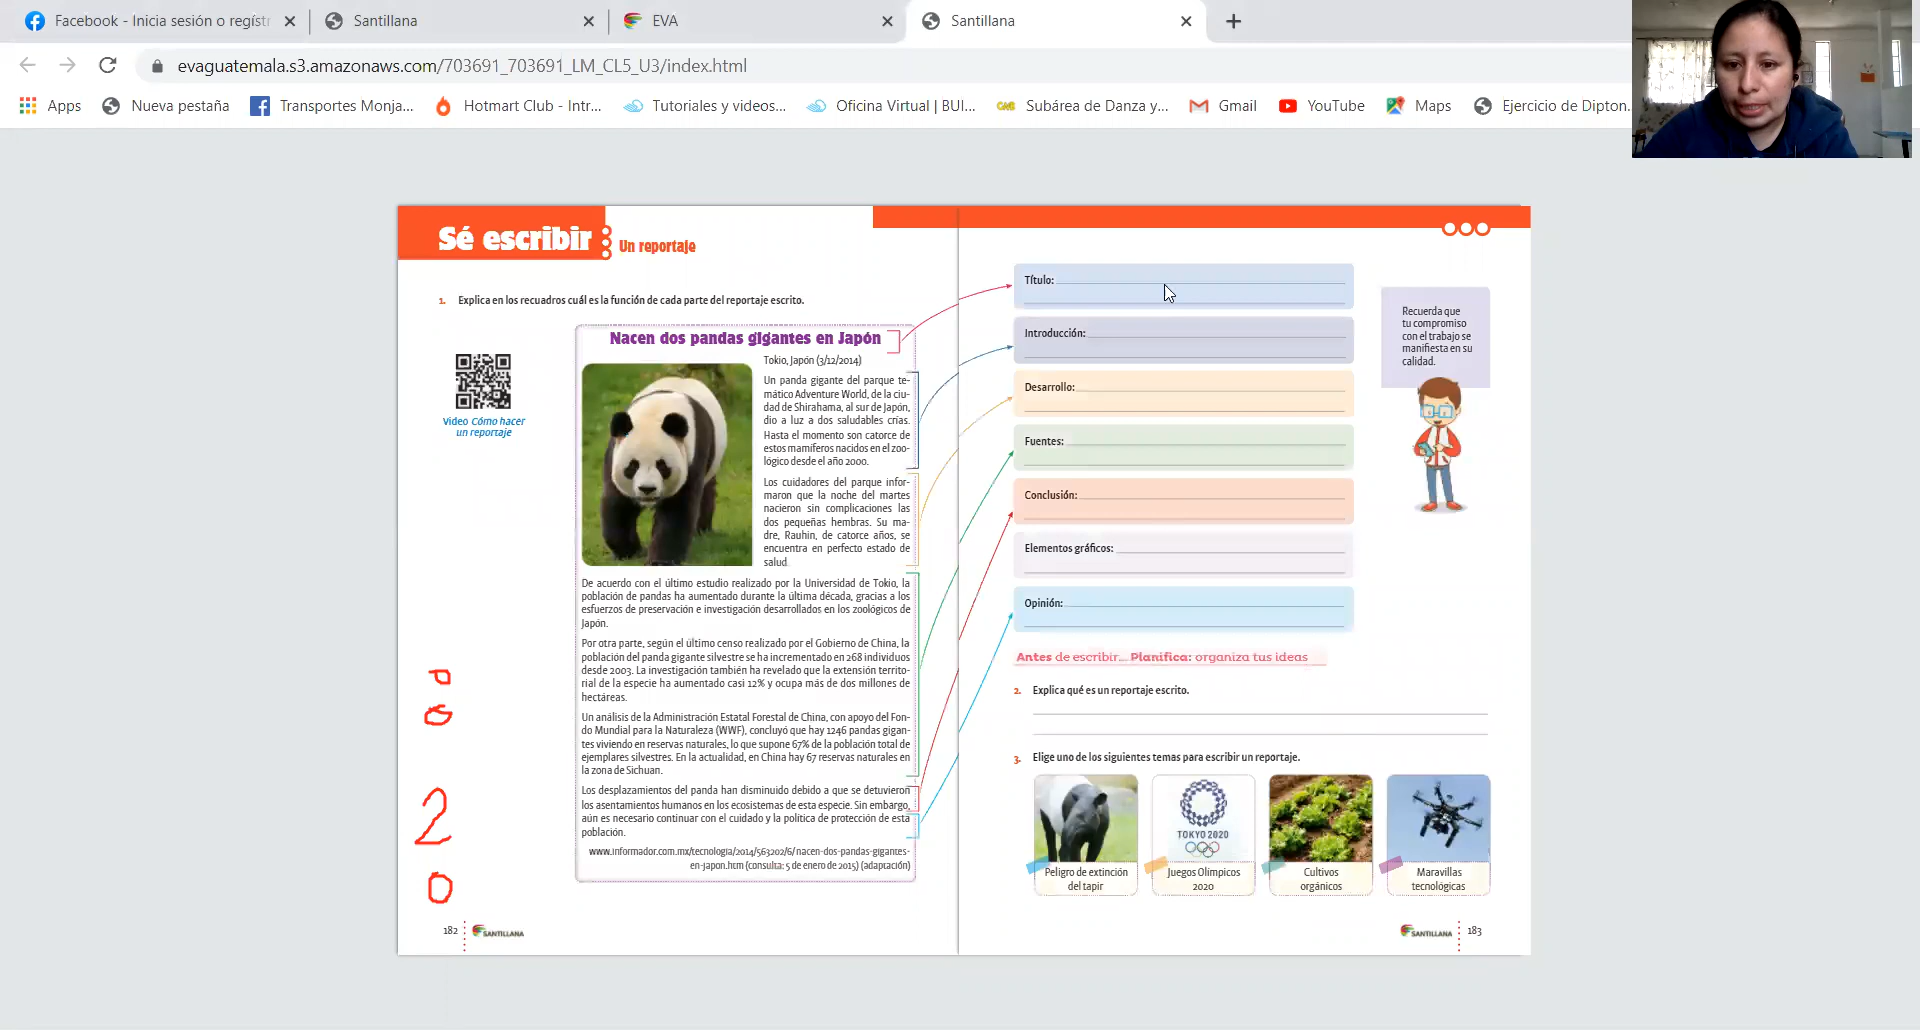 Facebook - Inicia sesión o regístr
Santillana
EVA
Santillana
evaguatemala.s3.amazonaws.com/703691_703691_LM_CL5_U3/index.html
Apps
Nueva pestaña
Transportes Monja...
Hotmart Club - Intr...
Tutoriales y videos...
Oficina Virtual | BUI...
Subárea de Danza y...
Gmail
YouTube
Maps
Ejercicio de Dipton...
Sé escribir
Un reportaje
1. Explica en los recuadros cuál es la función de cada parte del reportaje escrito.
Video Cómo hacer
un reportaje
Nacen dos pandas gigantes en Japón
Tokio, Japón (3/12/2014)
Un panda gigante del parque te-
mático Adventure World, de la ciu-
dad de Shirahama, al sur de Japón,
dio a luz a dos saludables crías.
Hasta el momento son catorce de
estos mamíferos nacidos en el zoo-
lógico desde el año 2000.
Los cuidadores del parque infor-
maron que la noche del martes
nacieron sin complicaciones las
dos pequeñas hembras. Su ma-
dre, Rauhin, de catorce años, se
encuentra en perfecto estado de
salud.
De acuerdo con el último estudio realizado por la Universidad de Tokio, la
población de pandas ha aumentado durante la última década, gracias a los
esfuerzos de preservación e investigación desarrollados en los zoológicos de
Japón.
Por otra parte, según el último censo realizado por el Gobierno de China, la
población del panda gigante silvestre se ha incrementado en 268 individuos
desde 2003. La investigación también ha revelado que la extensión territo-
rial de la especie ha aumentado casi 12% y ocupa más de dos millones de
hectáreas.
Un análisis de la Administración Estatal Forestal de China, con apoyo del Fon-
do Mundial para la Naturaleza (WWF), concluyó que hay 1246 pandas gigan-
tes viviendo en reservas naturales, lo que supone 67% de la población total de
ejemplares silvestres. En la actualidad, en China hay 67 reservas naturales en
la zona de Sichuan.
Los desplazamientos del panda han disminuido debido a que se detuvieron
los asentamientos humanos en los ecosistemas de esta especie. Sin embargo,
aún es necesario continuar con el cuidado y la política de protección de esta
población.
www.informador.com.mx/tecnologia/2014/563202/6/nacen-dos-pandas-gigantes-
en-japon.htm (consulta: 5 de enero de 2015) (adaptación)
2
0
182
SANTILLANA
Título:
Introducción:
Desarrollo:
Fuentes:
Conclusión:
Elementos gráficos:
Opinión:
Recuerda que
tu compromiso
con el trabajo se
manifiesta en su
calidad.
Antes de escribir... Planifica: organiza tus ideas
2. Explica qué es un reportaje escrito.
3. Elige uno de los siguientes temas para escribir un reportaje.
TOKYO 2020
Peligro de extinción
del tapir
Juegos Olímpicos
2020
Cultivos
orgánicos
Maravillas
tecnológicas
SANTILLANA
183